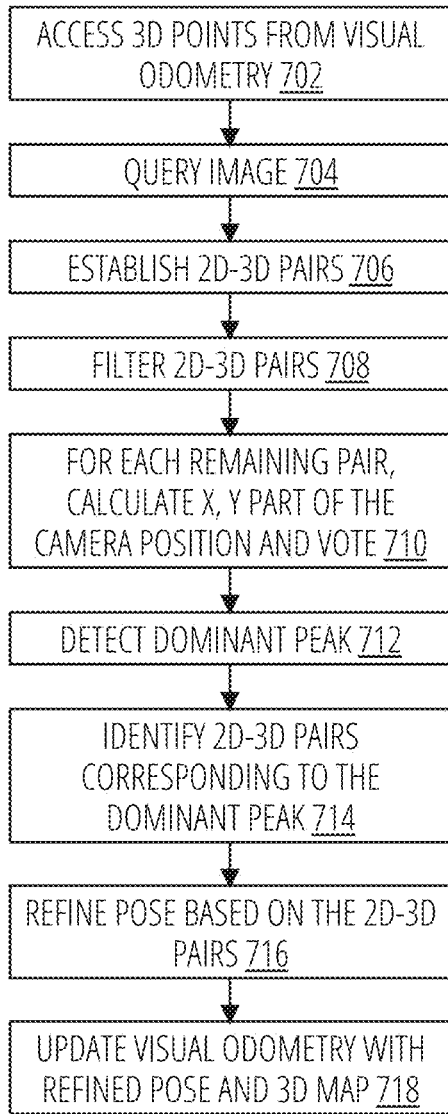 ACCESS 3D POINTS FROM VISUAL
ODOMETRY 702
QUERY IMAGE 704
ESTABLISH 2D-3D PAIRS 706
FILTER 2D-3D PAIRS 708
FOR EACH REMAINING PAIR,
CALCULATE X, Y PART OF THE
CAMERA POSITION AND VOTE 710
DETECT DOMINANT PEAK 712
IDENTIFY 2D-3D PAIRS
CORRESPONDING TO THE
DOMINANT PEAK 714
REFINE POSE BASED ON THE 2D-3D
PAIRS 716
UPDATE VISUAL ODOMETRY WITH
REFINED POSE AND 3D MAP 718